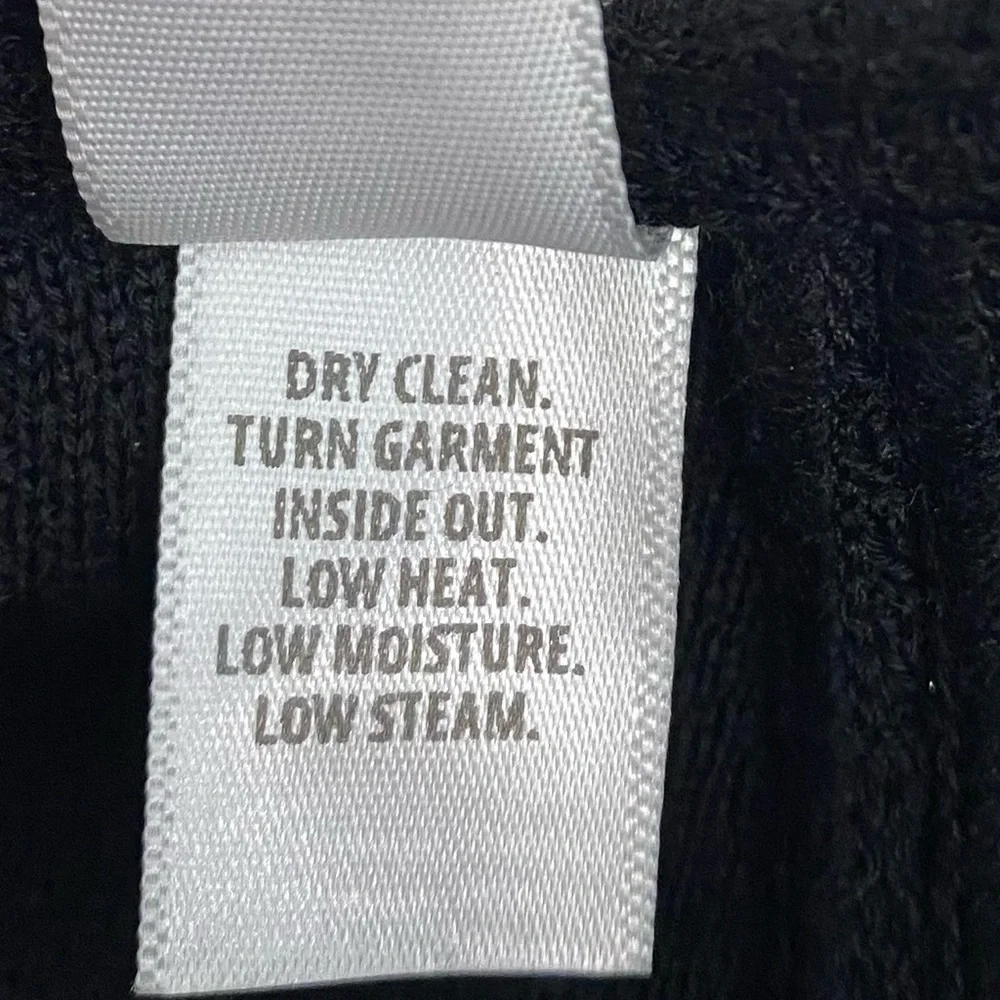 DRY CLEAN.
TURN GARMENT
INSIDE OUT.
LOW HEAT.
LOW MOISTURE.
LOW STEAM.